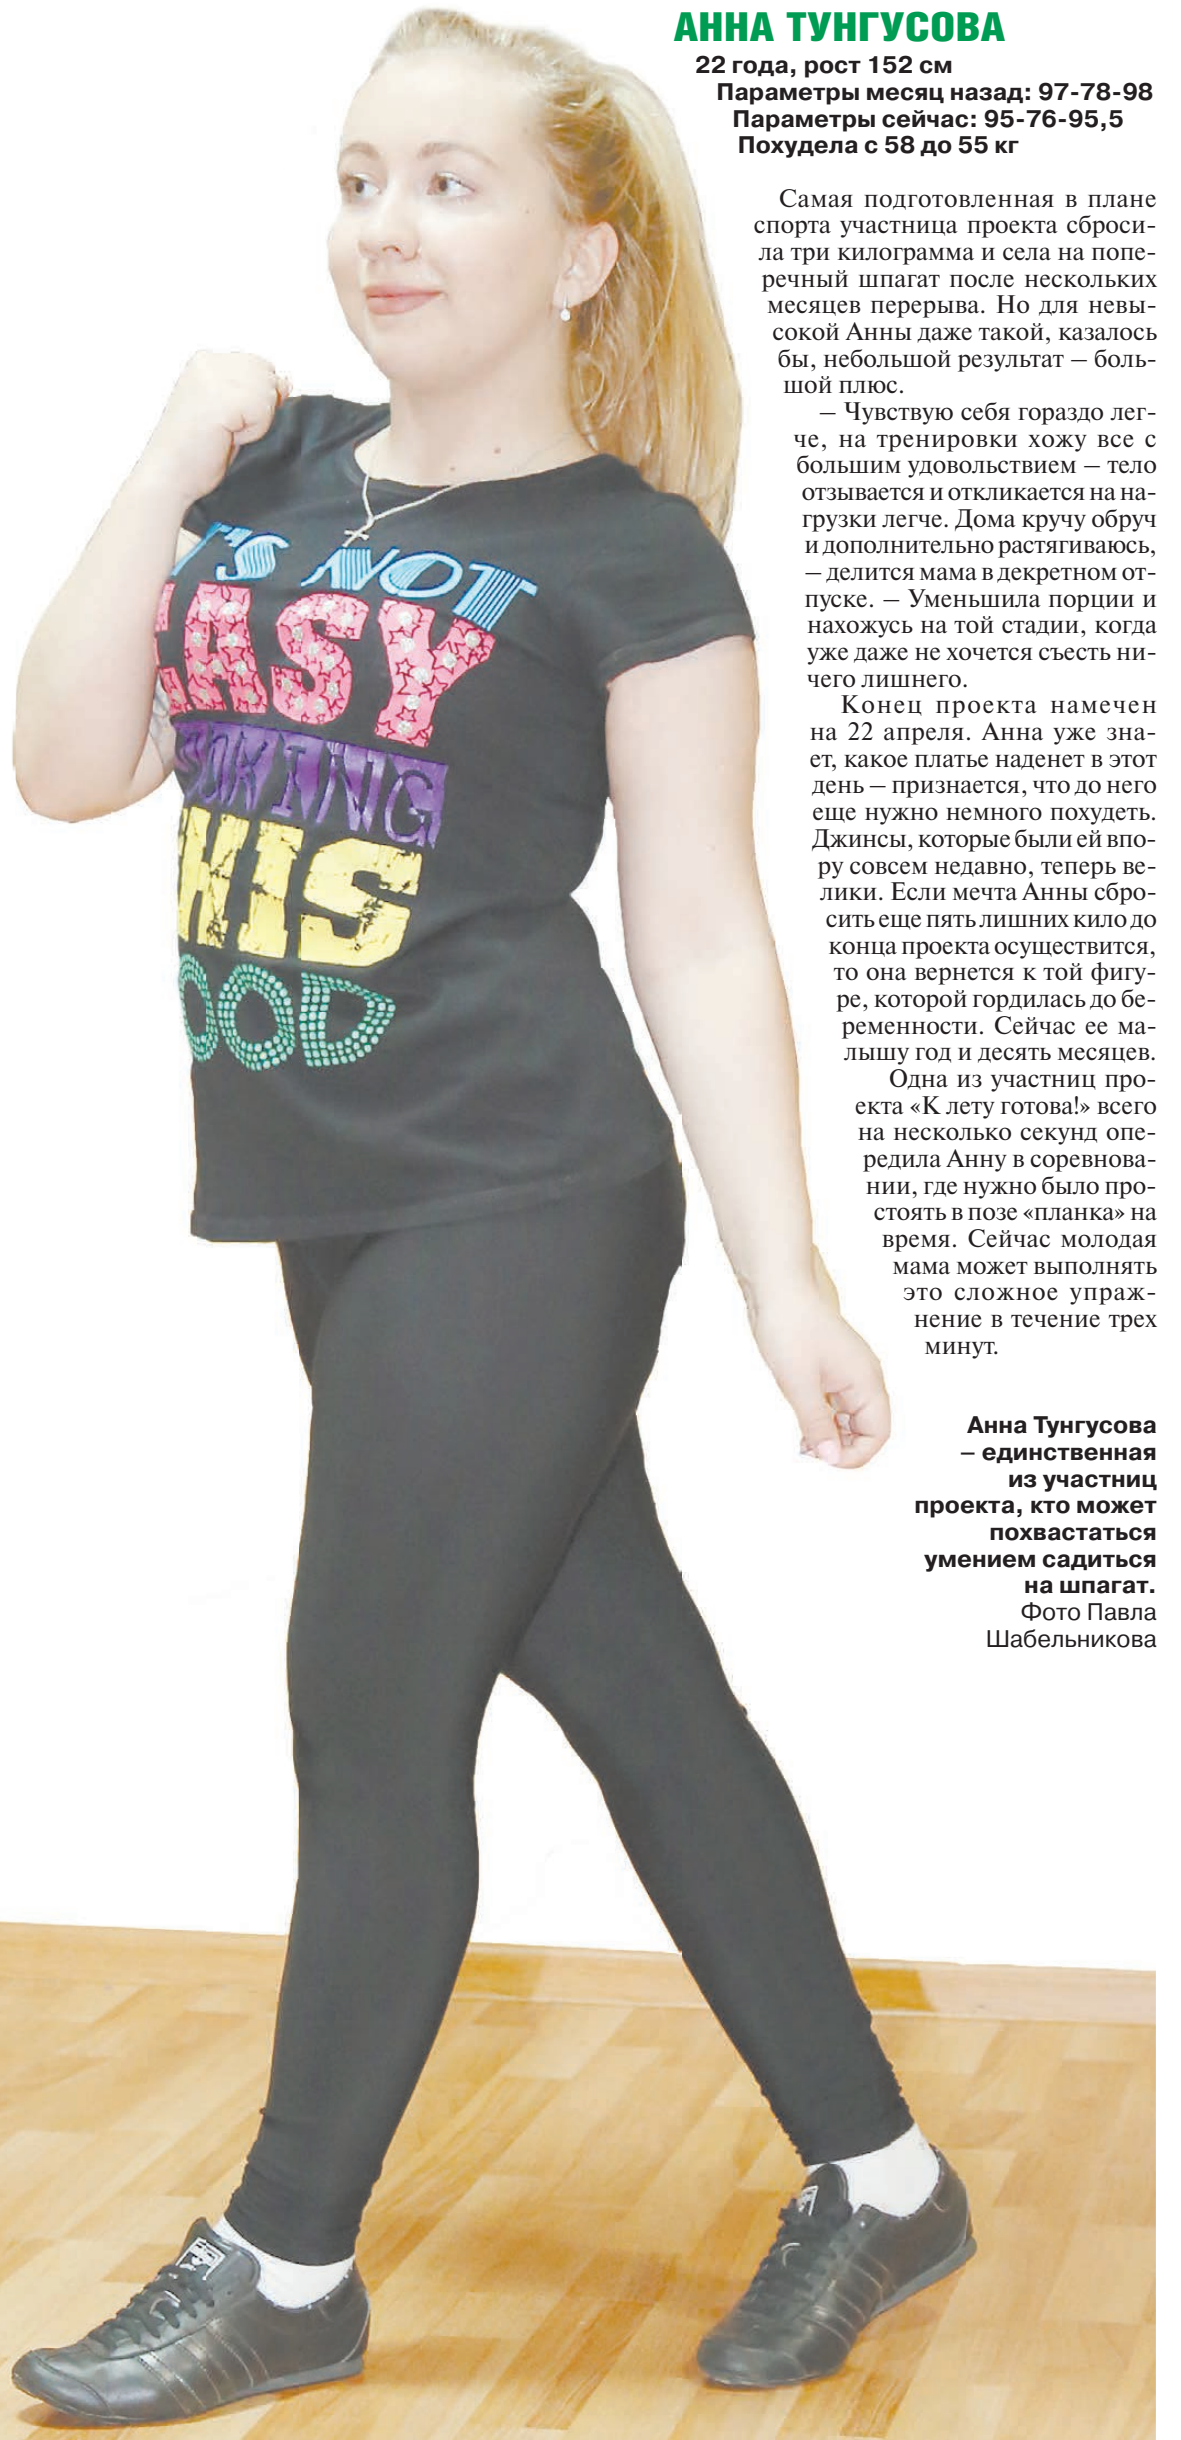 АННА ТУНГУСОВА
22 года, рост 152 см
Параметры месяц назад: 97-78-98
Параметры сейчас: 95-76-95,5
Похудела с 58 до 55 кг
Самая подготовленная в плане
спорта участница проекта сброси-
ла три килограмма и села на попе-
речный шпагат после нескольких
месяцев перерыва. Но для невы-
сокой Анны даже такой, казалось
бы, небольшой результат – боль-
шой плюс.
– Чувствую себя гораздо лег-
че, на тренировки хожу все с
большим удовольствием – тело
отзывается и откликается на на-
грузки легче. Дома кручу обруч
и дополнительно растягиваюсь,
– делится мама в декретном от-
пуске. – Уменьшила порции и
нахожусь на той стадии, когда
уже даже не хочется съесть ни-
чего лишнего.
Конец проекта намечен
на 22 апреля. Анна уже зна-
ет, какое платье наденет в этот
день – признается, что до него
еще нужно немного похудеть.
Джинсы, которые были ей впо-
ру совсем недавно, теперь ве-
лики. Если мечта Анны сбро-
сить еще пять лишних кило до
конца проекта осуществится,
то она вернется к той фигу-
ре, которой гордилась до бе-
ременности. Сейчас ее ма-
лышу год и десять месяцев.
Одна из участниц про-
екта «К лету готова!» всего
на несколько секунд опе-
редила Анну в соревнова-
нии, где нужно было про-
стоять в позе «планка» на
время. Сейчас молодая
мама может выполнять
это сложное упраж-
нение в течение трех
минут.
Анна Тунгусова
– единственная
из участниц
проекта, кто может
похвастаться
умением садиться
на шпагат.
Фото Павла
Шабельникова
T'S NOT
EASY
OKING
THIS
OOD